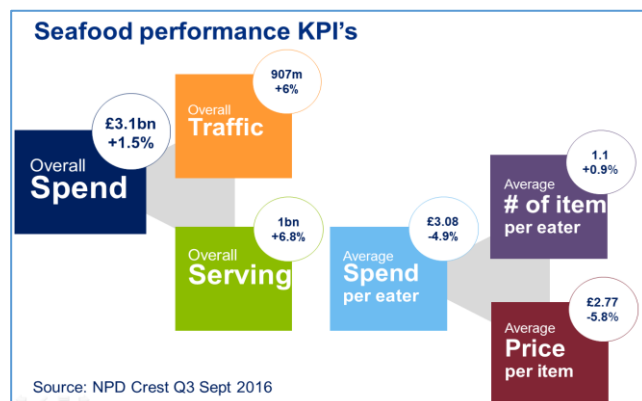 Seafood performance KPI's
£3.1bn
+1.5%
Overall
Spend
907m
+6%
Overall
Traffic
1bn
+6.8%
Overall
Serving
£3.08
-4.9%
Average
Spend
per eater
1.1
+0.9%
Average
# of item
per eater
£2.77
-5.8%
Average
Price
per item
Source: NPD Crest Q3 Sept 2016